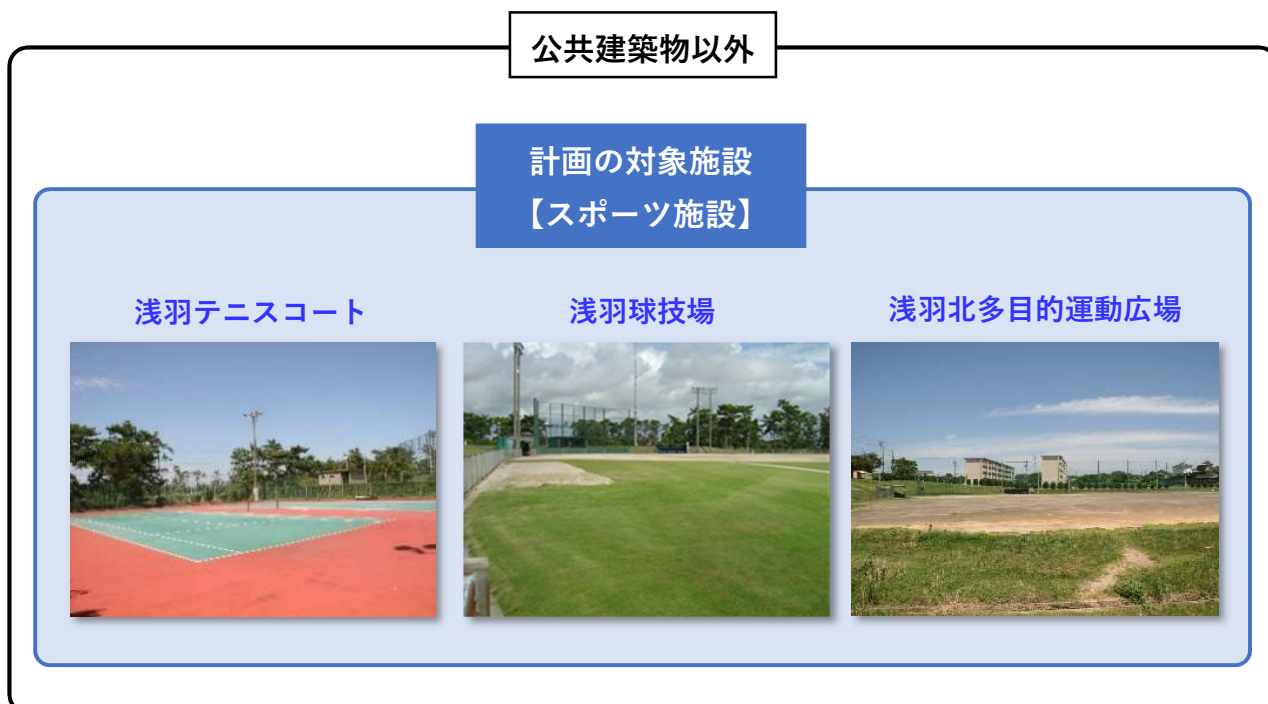 公共建築物以外
計画の対象施設
【スポーツ施設】
浅羽テニスコート
浅羽球技場
浅羽北多目的運動広場